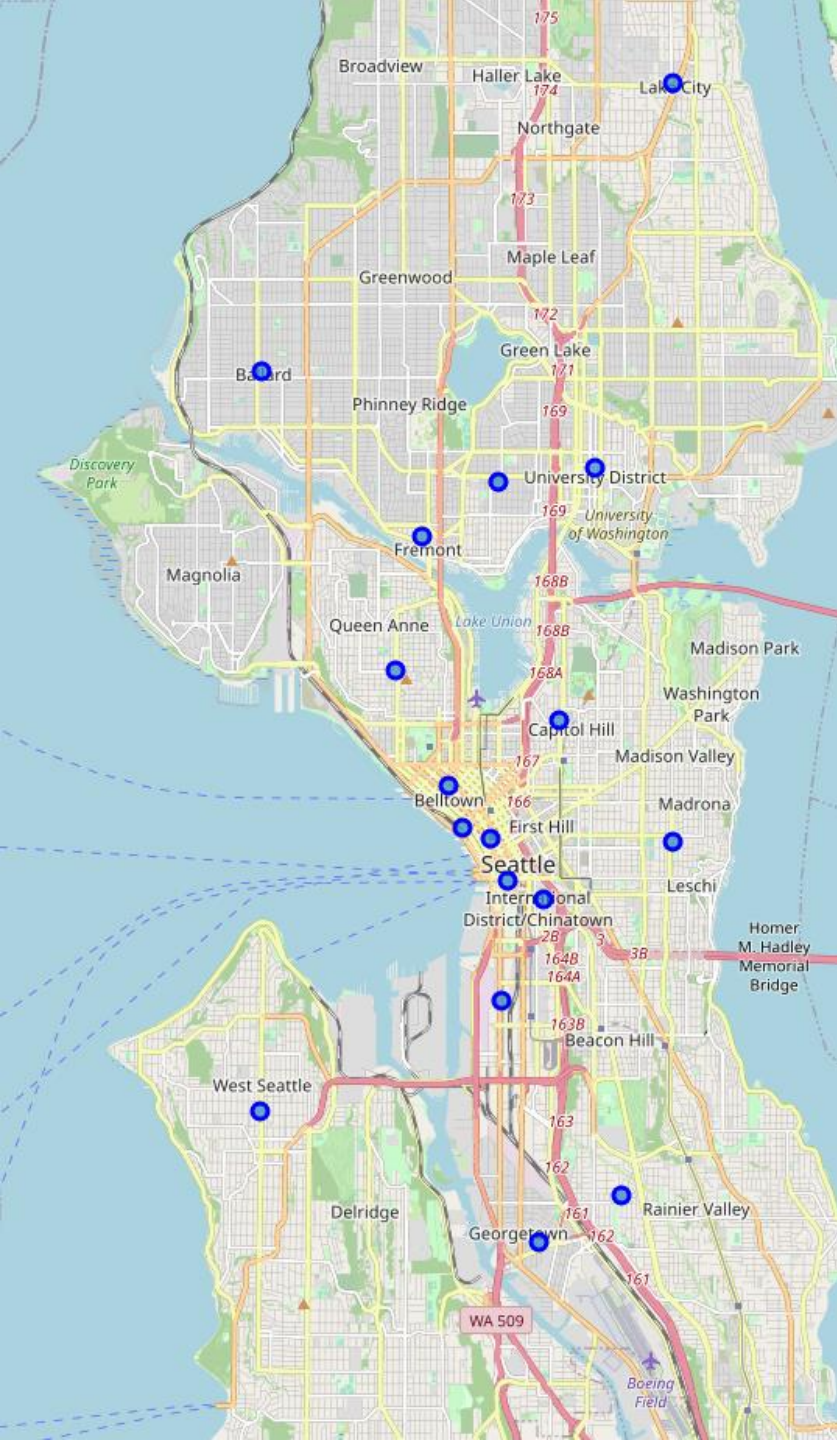 175
Broadview
Haller Lake
Lake City
174
Northgate
173
Maple Leaf
Greenwood
172
Green Lake
171
Ballard
Phinney Ridge
169
Discovery
Park
University District
169
University
of Washington
Fremont
Magnolia
168B
Queen Anne
Lake Union
168B
Madison Park
168A
Washington
Park
Capitol Hill
Madison Valley
167
Belltown
166
Madrona
First Hill
Seattle
Leschi
International
District/Chinatown
2B
3
3B
Homer
M. Hadley
Memorial
Bridge
164B
164A
163B
Beacon Hill
West Seattle
163
162
Delridge
Rainier Valley
161
Georgetown
162
161
WA 509
Boeing
Field